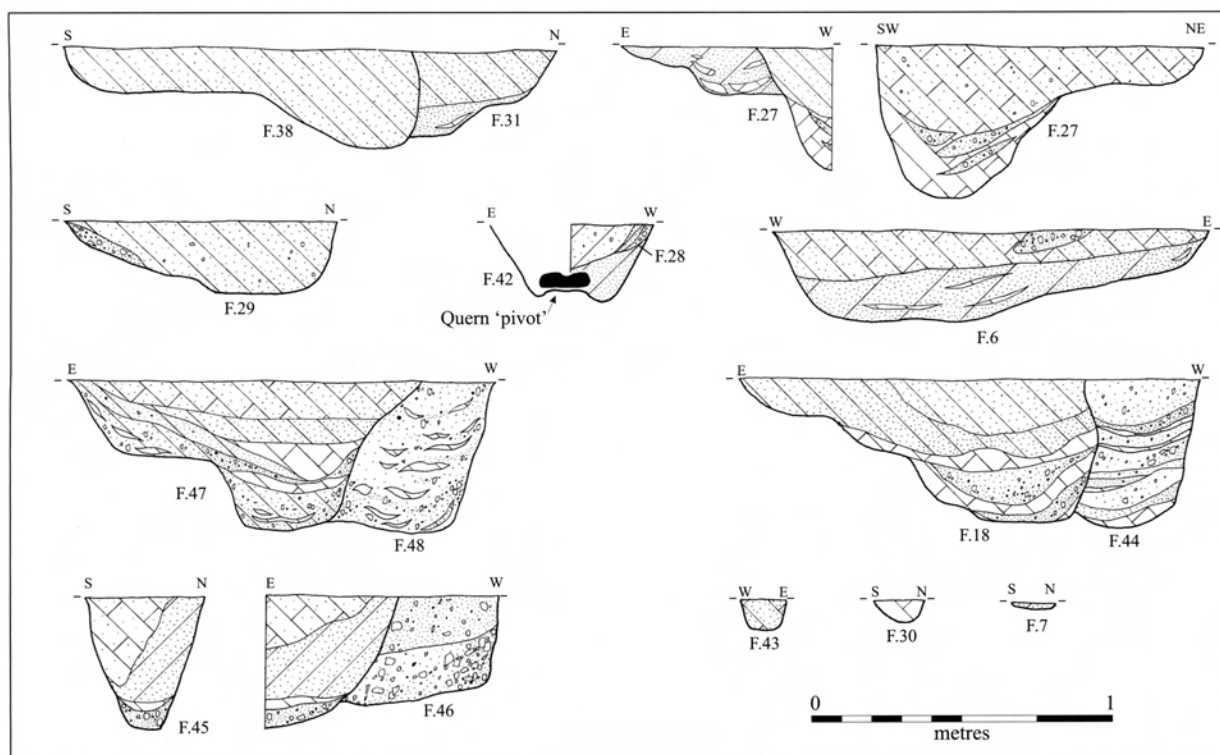 S N
F.38 F.31
E W
F.27
SW NE
F.27
S N
F.29
E W
F.42 F.28
Quern ‘pivot’
W E
F.6
E W
F.47 F.48
E W
F.18 F.44
S N
F.45
E W
F.46
W E
F.43
S N
F.30
S N
F.7
0 1
metres